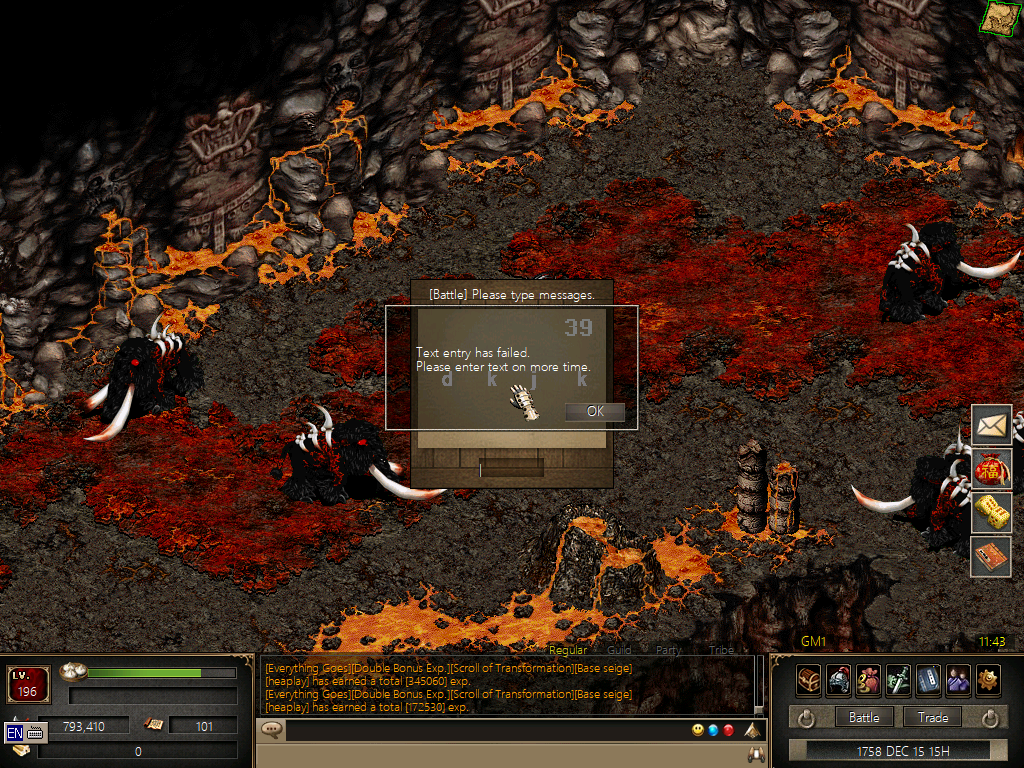 [Battle] Please type messages.
39
Text entry has failed.
Please enter text on more time.
d k j k
OK
GM1
11:43
Regular Guild Party Tribe
[Everything Goes][Double Bonus Exp.][Scroll of Transformation][Base seige]
[heaplay] has earned a total [345060] exp.
[Everything Goes][Double Bonus Exp.][Scroll of Transformation][Base seige]
[heaplay] has earned a total [172530] exp.
LV.
196
793,410
101
EN
0
Battle
Trade
1758 DEC 15 15H
福